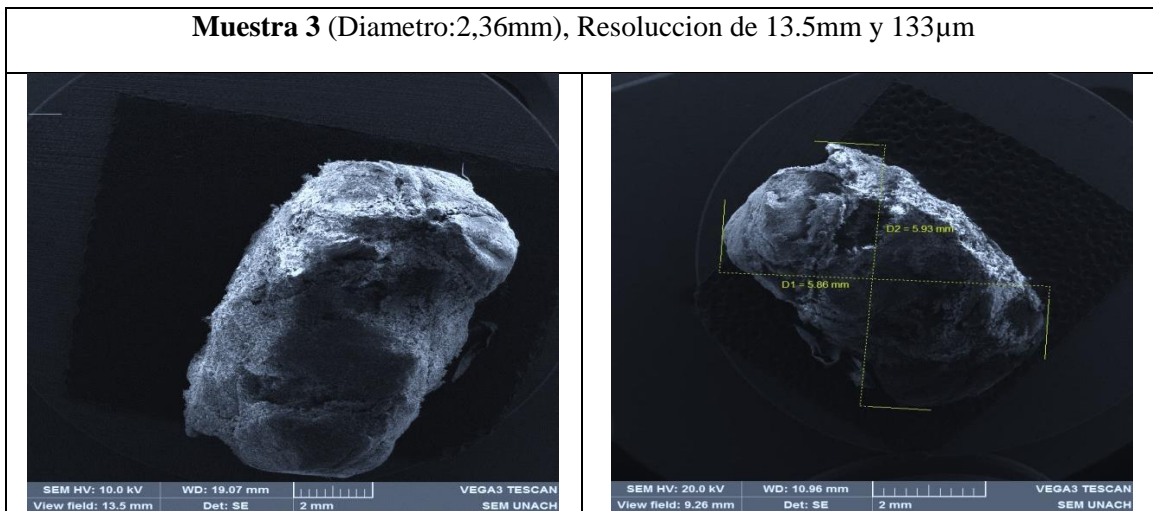 Muestra 3 (Diametro:2,36mm), Resoluccion de 13.5mm y 133µm
SEM HV: 10.0 kV WD: 19.07 mm VEGA3 TESCAN
View field: 13.5 mm Det: SE 2 mm SEM UNACH
D2 = 5.93 mm
D1 = 5.86 mm
SEM HV: 20.0 kV WD: 10.96 mm VEGA3 TESCAN
View field: 9.26 mm Det: SE 2 mm SEM UNACH